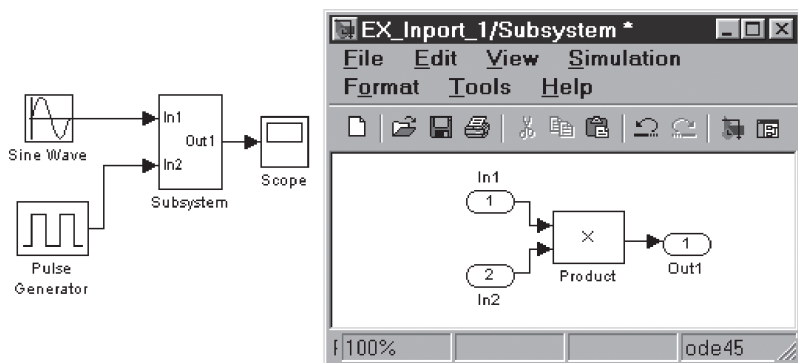 Sine Wave
Pulse
Generator
In1
Out1
In2
Subsystem
Scope
EX_Inport_1/Subsystem *
File Edit View Simulation
Format Tools Help
In1
1
2
In2
×
Product
1
Out1
100%
ode45